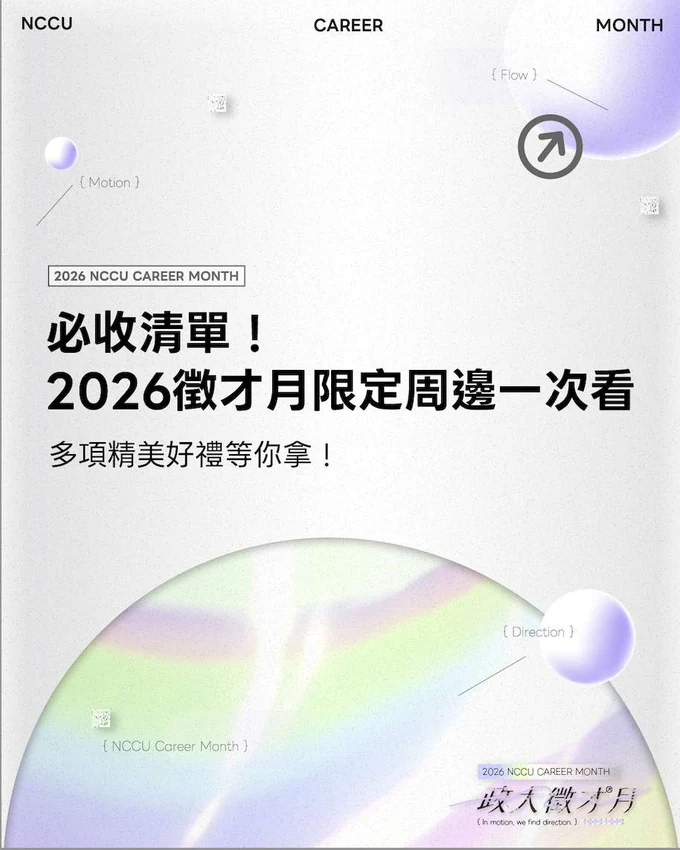 NCCU CAREER MONTH
{ Flow }
{ Motion }
2026 NCCU CAREER MONTH
必收清單！
2026徵才月限定周邊一次看
多項精美好禮等你拿！
{ Direction }
{ NCCU Career Month }
2026 NCCU CAREER MONTH
政大徵才月®
{ In motion, we find direction. }